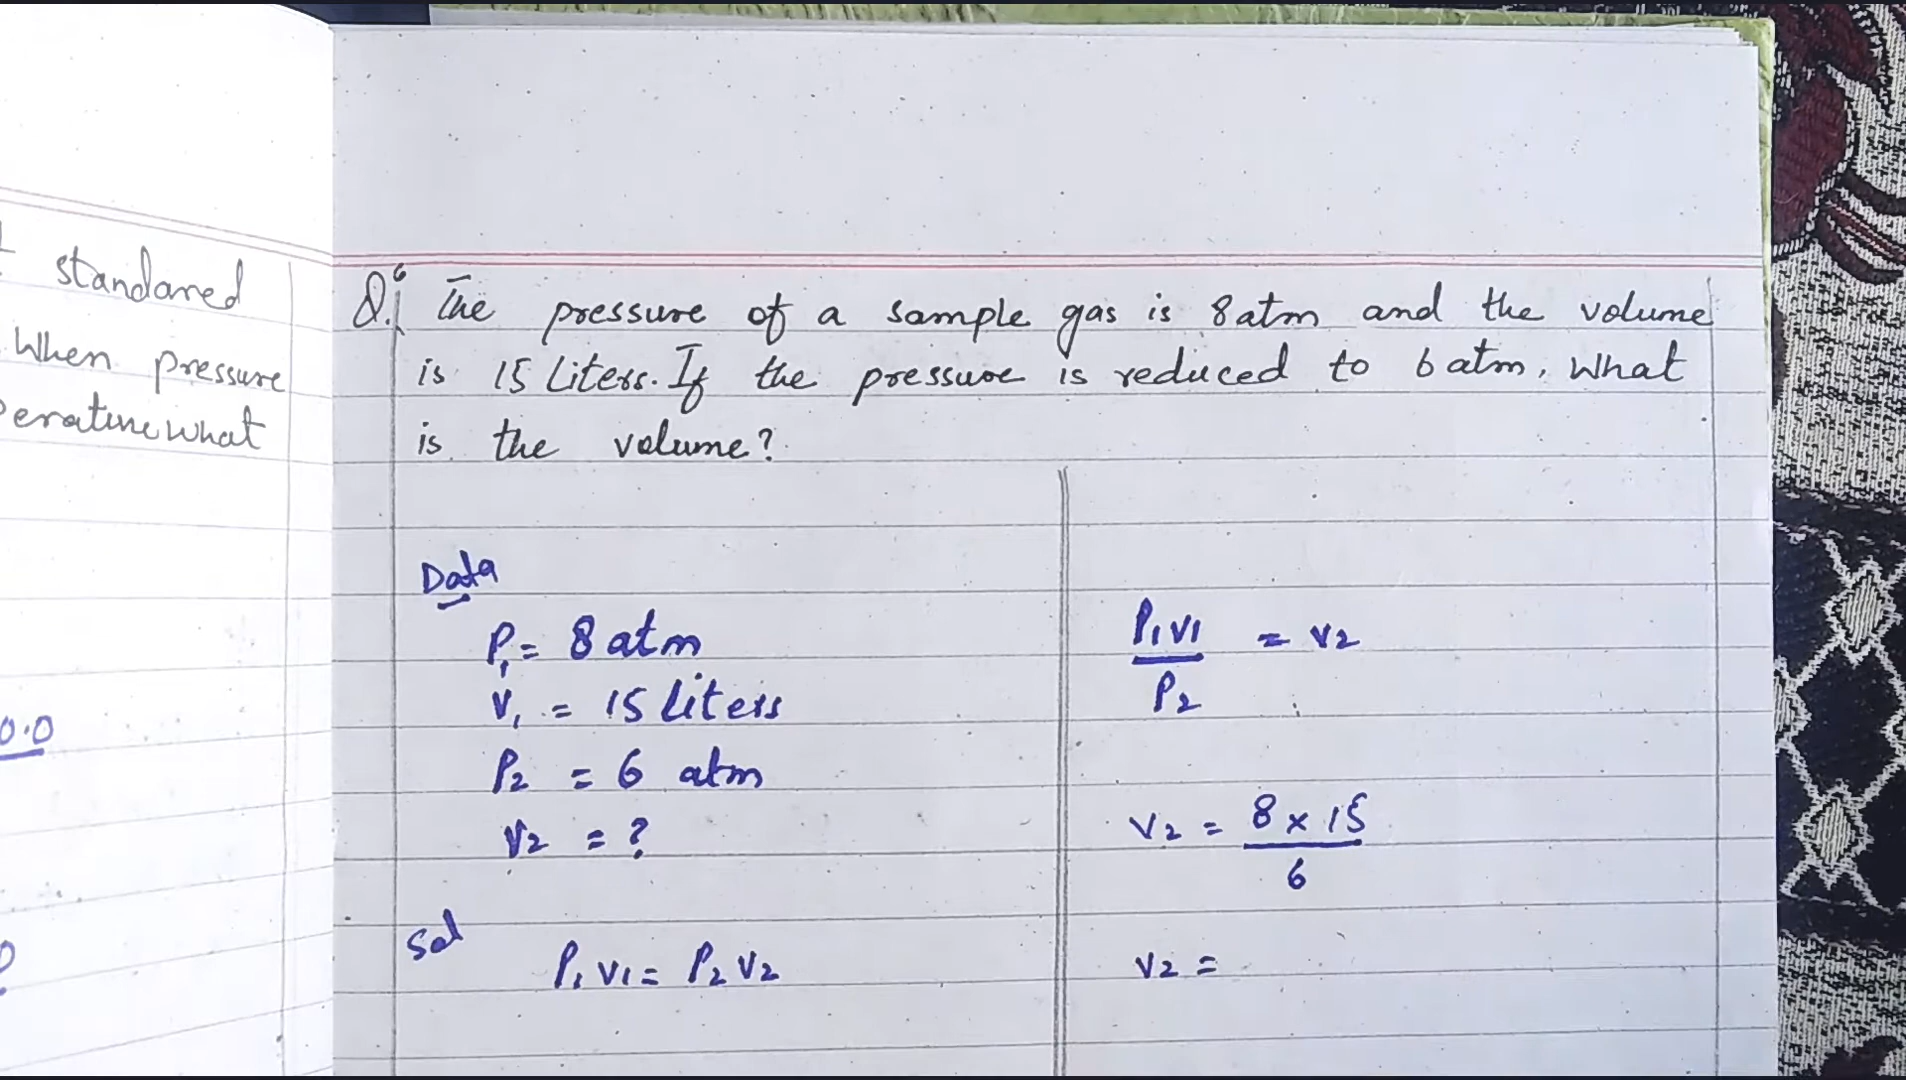 standared
When pressure
what
0.0
Q.6 The pressure of a sample gas is 8 atm and the volume
is 15 Liters. If the pressure is reduced to 6 atm, What
is the volume?
Data
P1 = 8 atm
V1 = 15 Liters
P2 = 6 atm
V2 = ?
Sol
P1 V1 = P2 V2
P1 V1 / P2 = V2
V2 = 8 x 15 / 6
V2 =